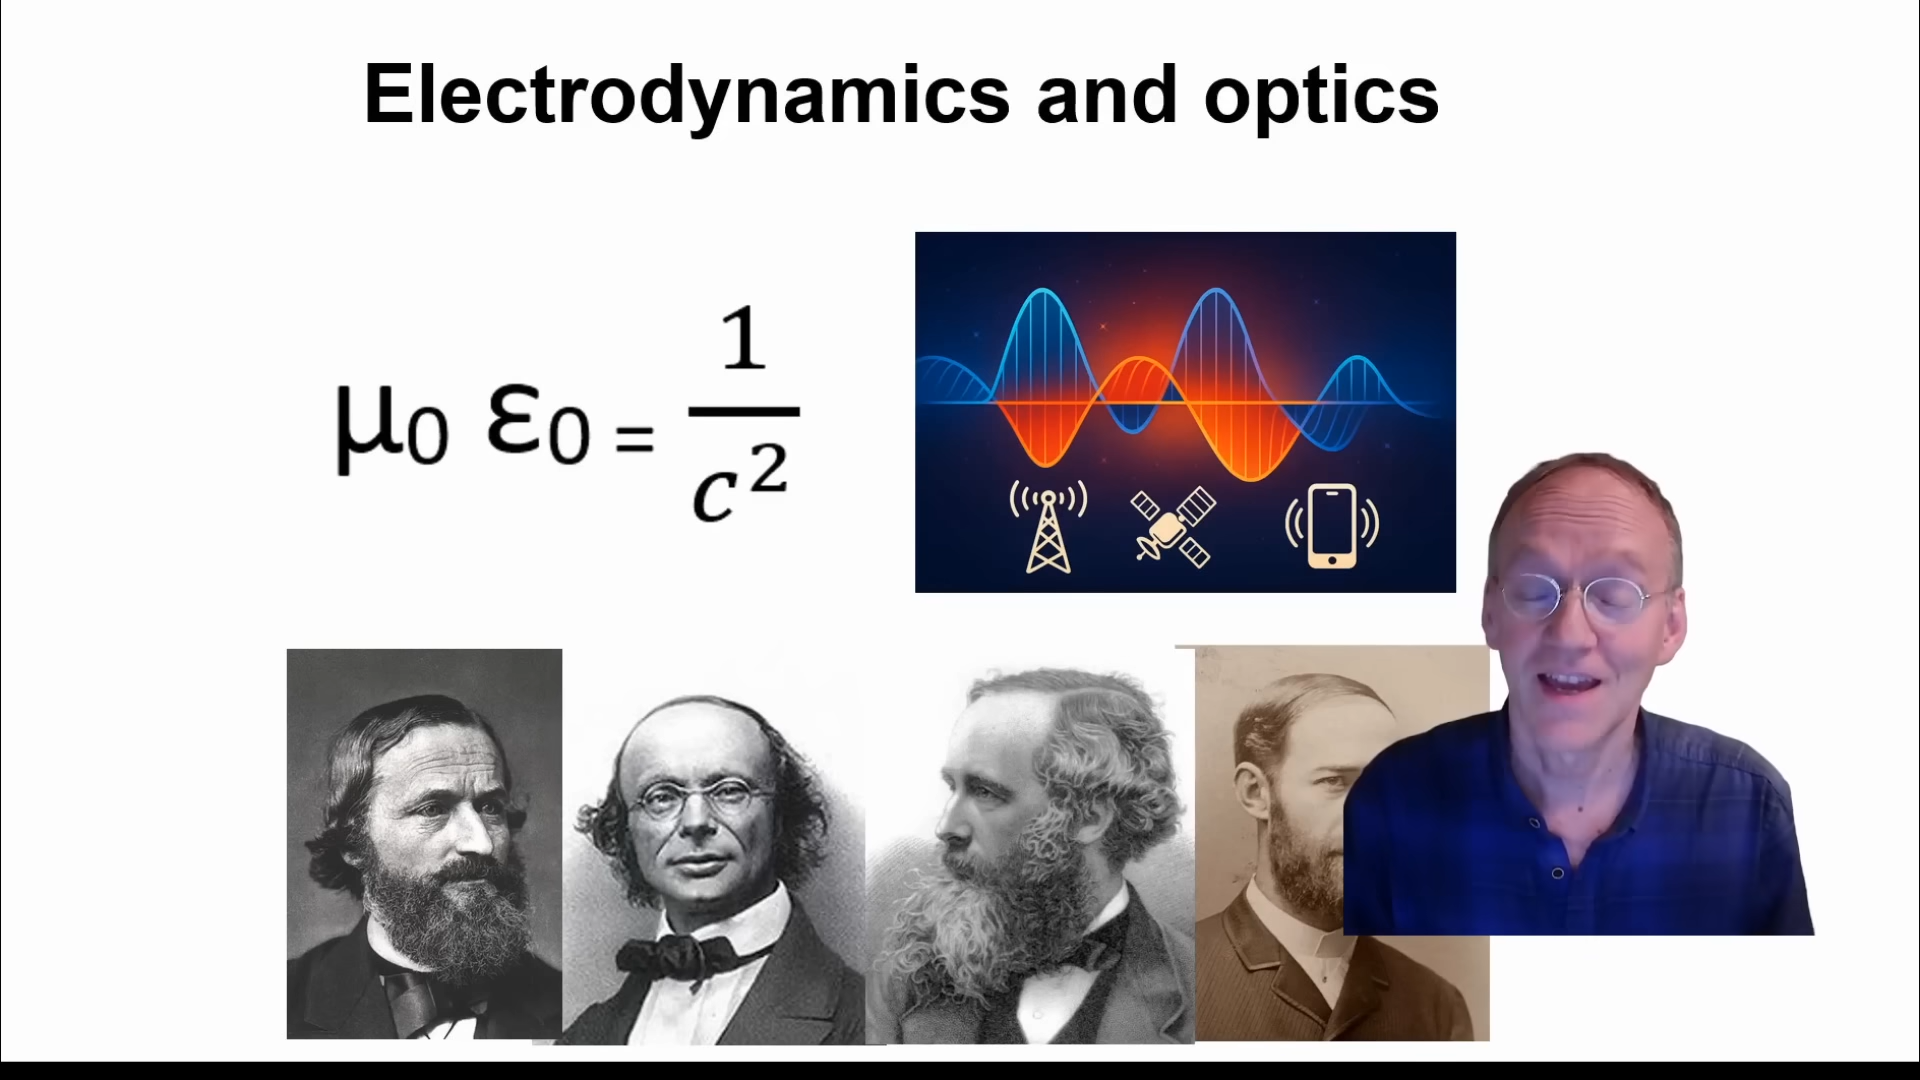 Electrodynamics and optics
μ₀ ε₀ = 1/c²